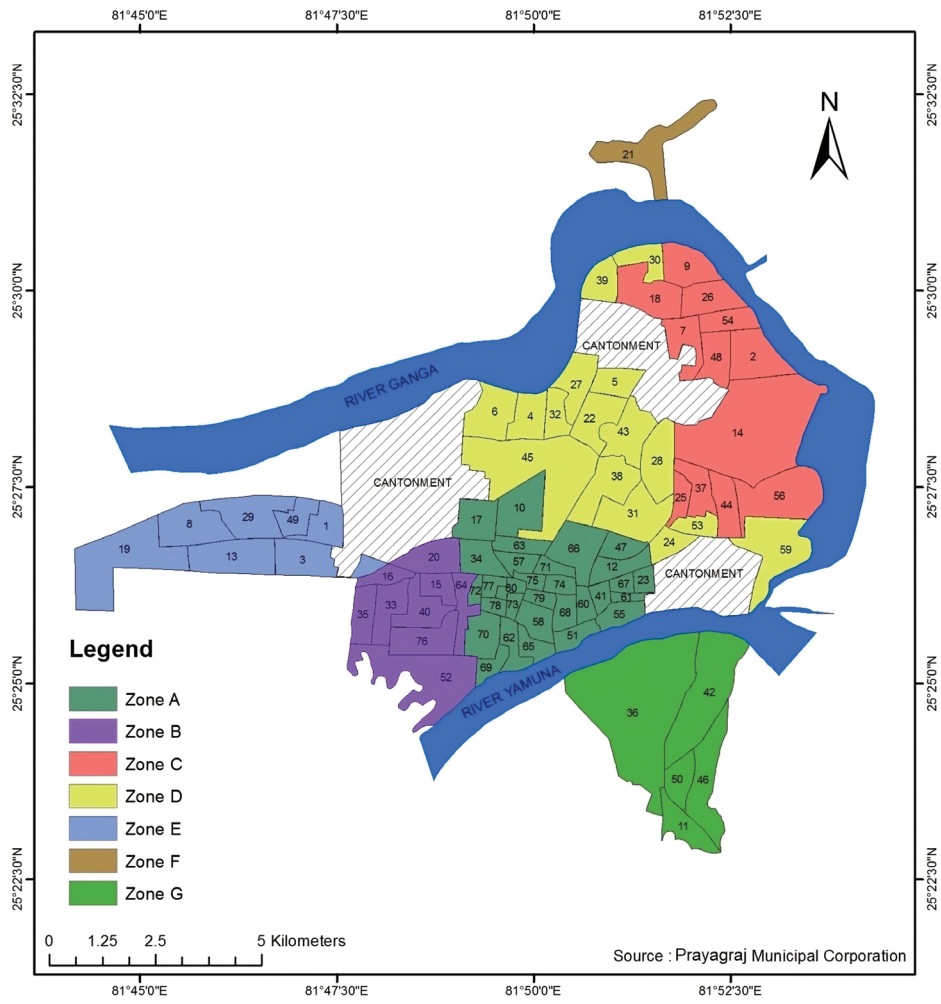 81°45'0"E 81°47'30"E 81°50'0"E 81°52'30"E
25°32'30"N 25°32'30"N
N
21
30 9
39
25°30'0"N 25°30'0"N
18 26
54
7
CANTONMENT
48 2
27 5
RIVER GANGA
6 4 32 22
43 14
45 28
38
CANTONMENT
25°27'30"N 25°27'30"N
37 56
25 44
10
31
17
8 29 49 1
53
24
19 13 3
63 66 47 59
20 34 57 71 12
CANTONMENT
16 15 64 72 77 80 75 74 67 23
35 33 40 78 73 79 68 60 41 61
58 55
76 70 62 51
65
69
Legend
52
25°25'0"N 25°25'0"N
RIVER YAMUNA
Zone A
36 42
Zone B
Zone C
50 46
Zone D
11
Zone E
Zone F
25°22'30"N 25°22'30"N
Zone G
0 1.25 2.5 5 Kilometers
Source : Prayagraj Municipal Corporation
81°45'0"E 81°47'30"E 81°50'0"E 81°52'30"E